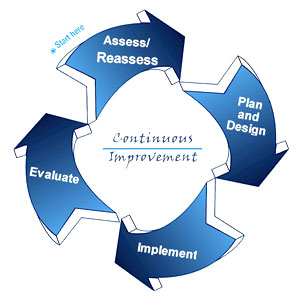 * Start here
Assess/
Reassess
Plan
and
Design
Continuous
Improvement
Evaluate
Implement